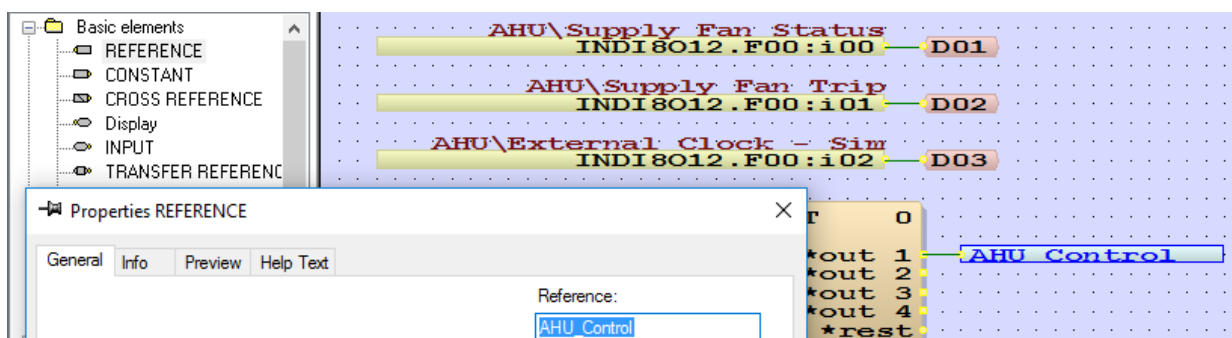 Basic elements
REFERENCE
CONSTANT
CROSS REFERENCE
Display
INPUT
TRANSFER REFERENC
AHU\Supply Fan Status
INDI8O12.F00:i00 D01
AHU\Supply Fan Trip
INDI8O12.F00:i01 D02
AHU\External Clock - Sim
INDI8O12.F00:i02 D03
0
*out 1 AHU Control
*out 2
*out 3
*out 4
*rest
Properties REFERENCE
General Info Preview Help Text
Reference:
AHU_Control